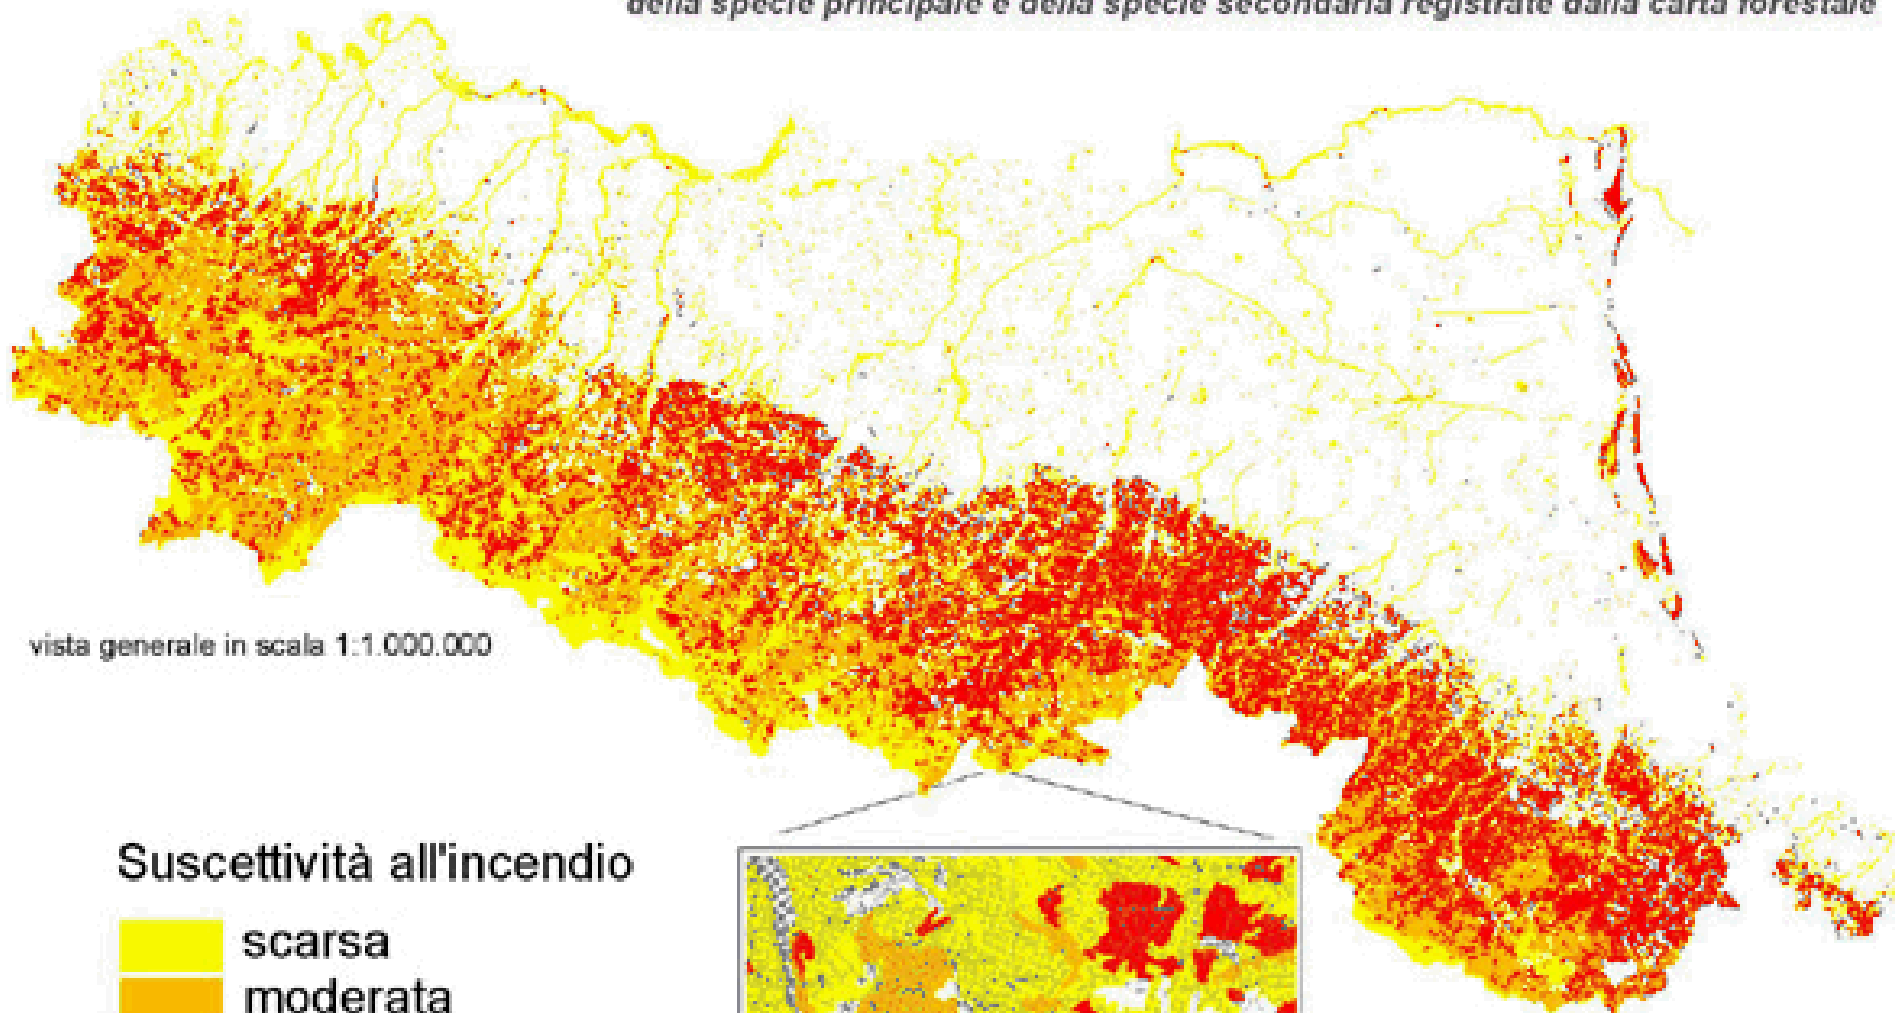 della specie principale e della specie secondaria registrate dalla carta forestale
vista generale in scala 1:1.000.000
Suscettività all'incendio
scarsa
moderata